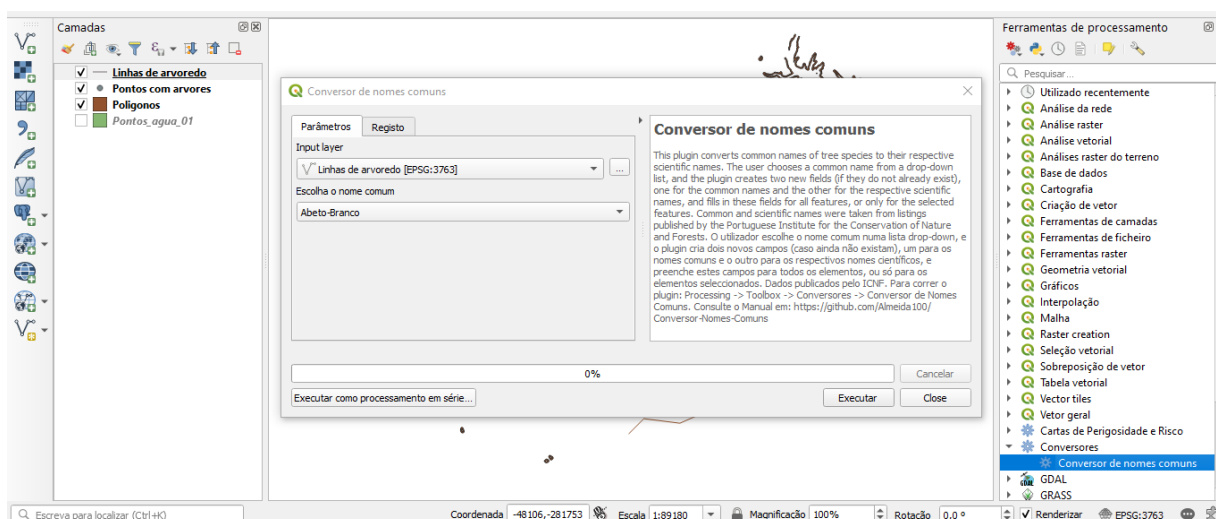 Camadas
Linhas de arvoredo
Pontos com arvores
Poligonos
Pontos_agua_01
Conversor de nomes comuns
Parâmetros
Registo
Input layer
Linhas de arvoredo [EPSG:3763]
...
Escolha o nome comum
Abeto-Branco
Conversor de nomes comuns
This plugin converts common names of tree species to their respective
scientific names. The user chooses a common name from a drop-down
list, and the plugin creates two new fields (if they do not already exist),
one for the common names and the other for the respective scientific
names, and fills in these fields for all features, or only for the selected
features. Common and scientific names were taken from listings
published by the Portuguese Institute for the Conservation of Nature
and Forests. O utilizador escolhe o nome comum numa lista drop-down, e
o plugin cria dois novos campos (caso ainda não existam), um para os
nomes comuns e o outro para os respectivos nomes científicos, e
preenche estes campos para todos os elementos, ou só para os
elementos seleccionados. Dados publicados pelo ICNF. Para correr o
plugin: Processing -> Toolbox -> Conversores -> Conversor de Nomes
Comuns. Consulte o Manual em: https://github.com/Almeida100/
Conversor-Nomes-Comuns
0%
Cancelar
Executar como processamento em série...
Executar
Close
Ferramentas de processamento
Pesquisar...
Utilizado recentemente
Análise da rede
Análise raster
Análise vetorial
Análises raster do terreno
Base de dados
Cartografia
Criação de vetor
Ferramentas de camadas
Ferramentas de ficheiro
Ferramentas raster
Geometria vetorial
Gráficos
Interpolação
Malha
Raster creation
Seleção vetorial
Sobreposição de vetor
Tabela vetorial
Vector tiles
Vetor geral
Cartas de Perigosidade e Risco
Conversores
Conversor de nomes comuns
GDAL
GRASS
Escreva para localizar (Ctrl+K)
Coordenada -48106,-281753 Escala 1:89180 Magnificação 100% Rotação 0,0 ° Renderizar EPSG:3763